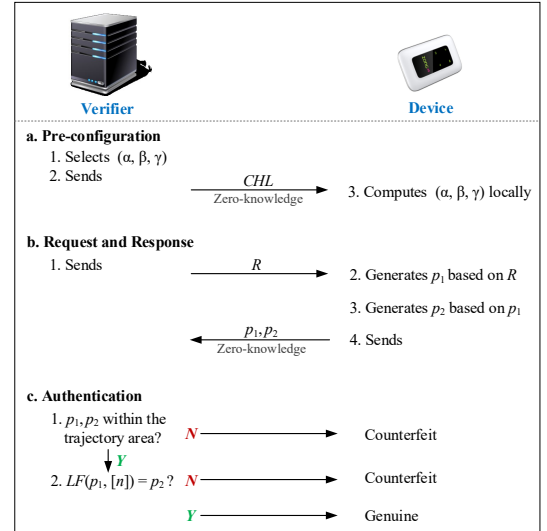 Verifier
Device
a. Pre-configuration
1. Selects (α, β, γ)
2. Sends
CHL
Zero-knowledge
3. Computes (α, β, γ) locally
b. Request and Response
1. Sends
R
2. Generates p₁ based on R
3. Generates p₂ based on p₁
p₁,p₂
Zero-knowledge
4. Sends
c. Authentication
1. p₁,p₂ within the
trajectory area?
N
Counterfeit
Y
2. LF(p₁, [n]) = p₂ ?
N
Counterfeit
Y
Genuine